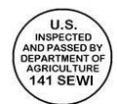 U.S.
INSPECTED
AND PASSED BY
DEPARTMENT OF
AGRICULTURE
141 SEWI